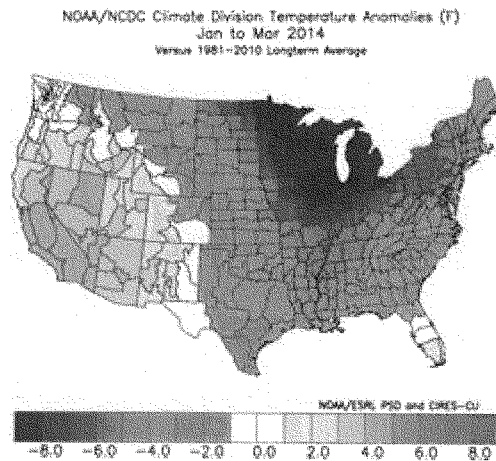 NOAA/NCDC Climate Division Temperature Anomalies (F)
Jan to Mar 2014
Versus 1981-2010 Longterm Average
NOAA/ESRL PSD and CIRES-CU
-8.0 -6.0 -4.0 -2.0 0.0 2.0 4.0 6.0 8.0